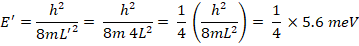 E' = h²/8mL'² = h²/8m 4L² = 1/4 (h²/8mL²) = 1/4 × 5.6 meV